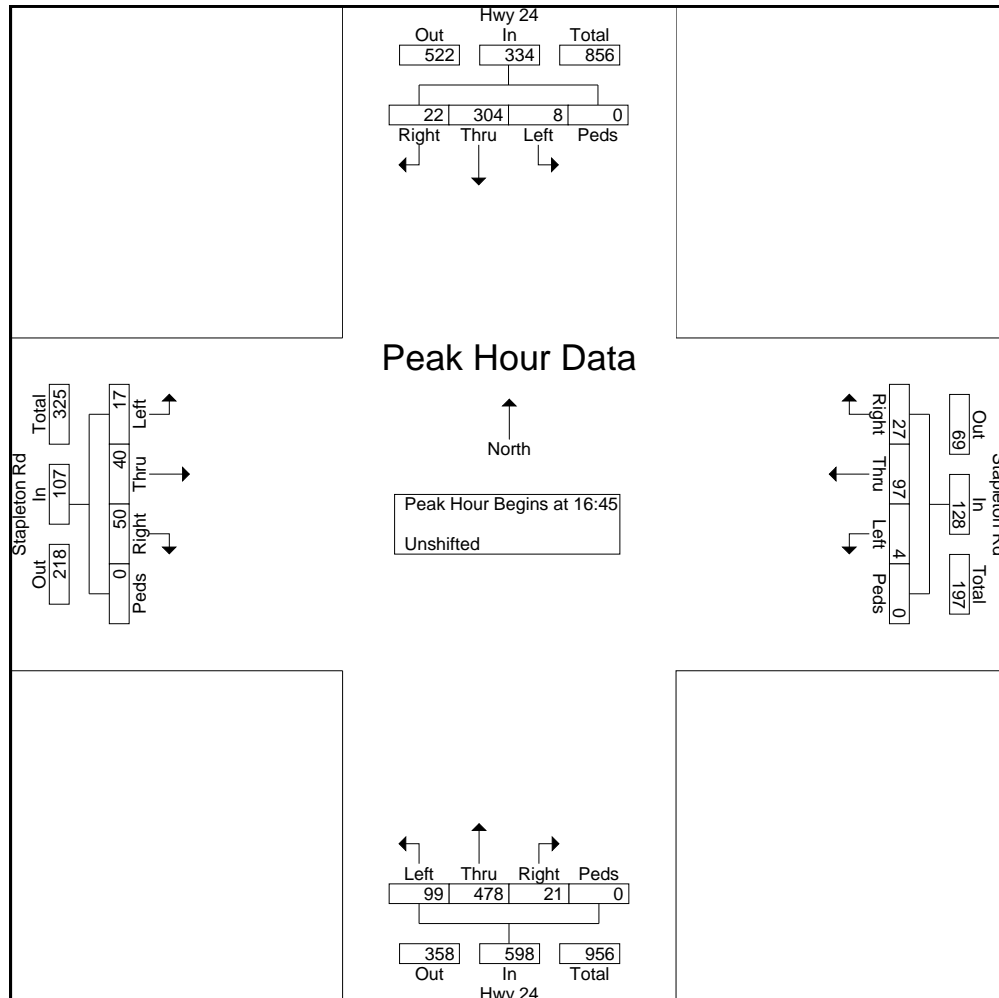 Hwy 24
Out In Total
522 334 856
22 304 8 0
Right Thru Left Peds
Peak Hour Data
North
Peak Hour Begins at 16:45
Unshifted
Stapleton Rd
Total In Out
325 107 218
17 40 50 0
Left Thru Right Peds
Right Thru Left Peds
27 97 4 0
Out In Total
69 128 197
Stapleton Rd
Left Thru Right Peds
99 478 21 0
358 598 956
Out In Total
Hwy 24